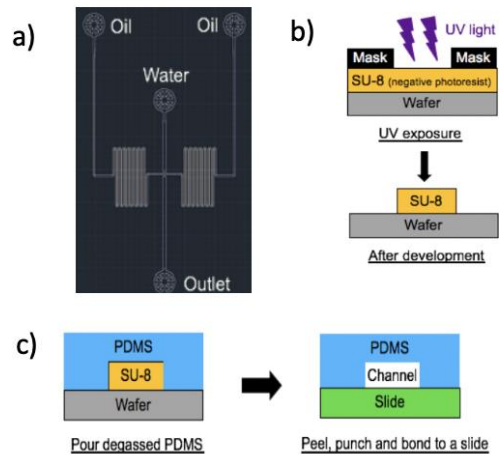 a)
Oil
Oil
Water
Outlet
b)
UV light
Mask
Mask
SU-8 (negative photoresist)
Wafer
UV exposure
SU-8
Wafer
After development
c)
PDMS
SU-8
Wafer
Pour degassed PDMS
PDMS
Channel
Slide
Peel, punch and bond to a slide